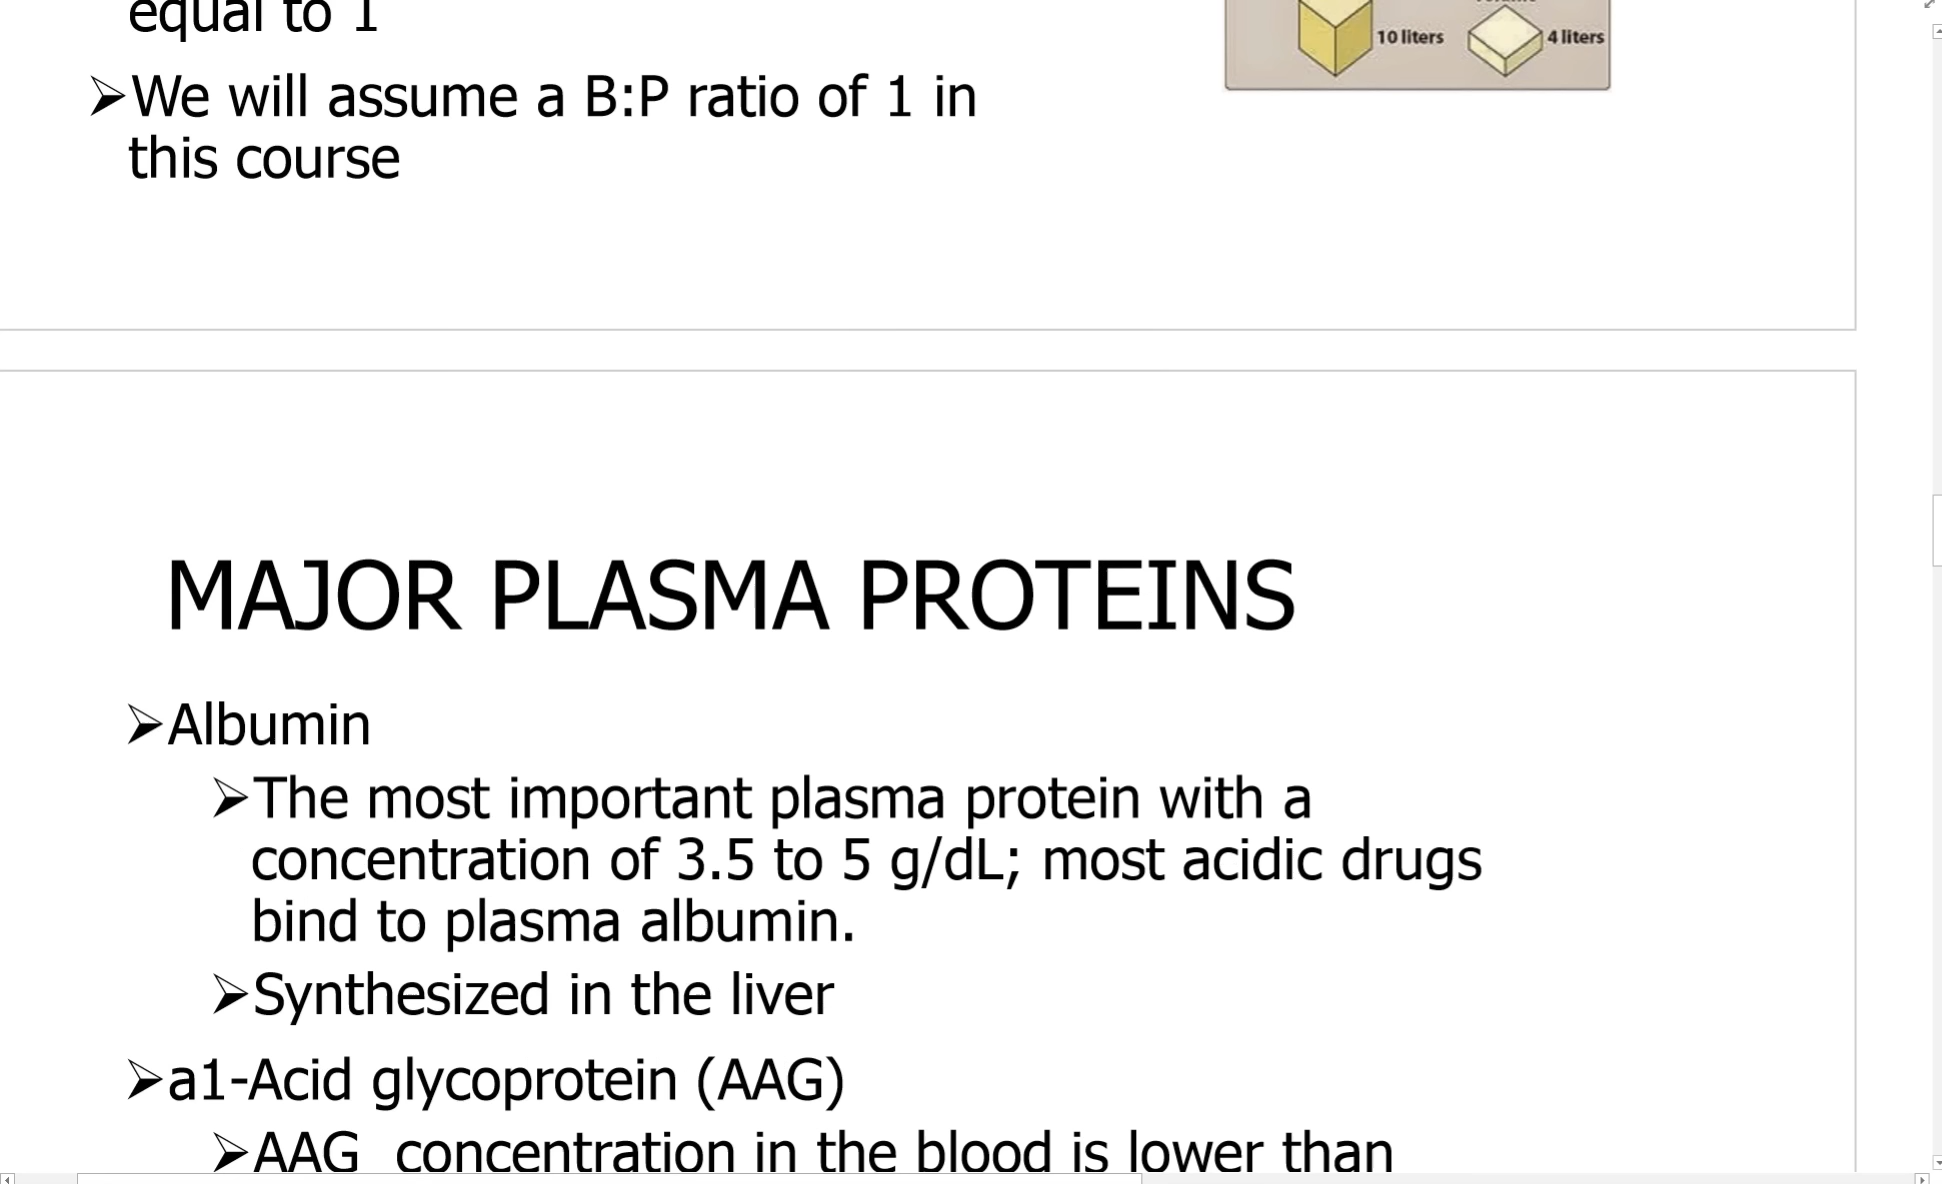 equal to 1
10 liters
4 liters
➢We will assume a B:P ratio of 1 in
this course
MAJOR PLASMA PROTEINS
➢Albumin
➢The most important plasma protein with a
concentration of 3.5 to 5 g/dL; most acidic drugs
bind to plasma albumin.
➢Synthesized in the liver
➢a1-Acid glycoprotein (AAG)
➢AAG  concentration in the blood is lower than